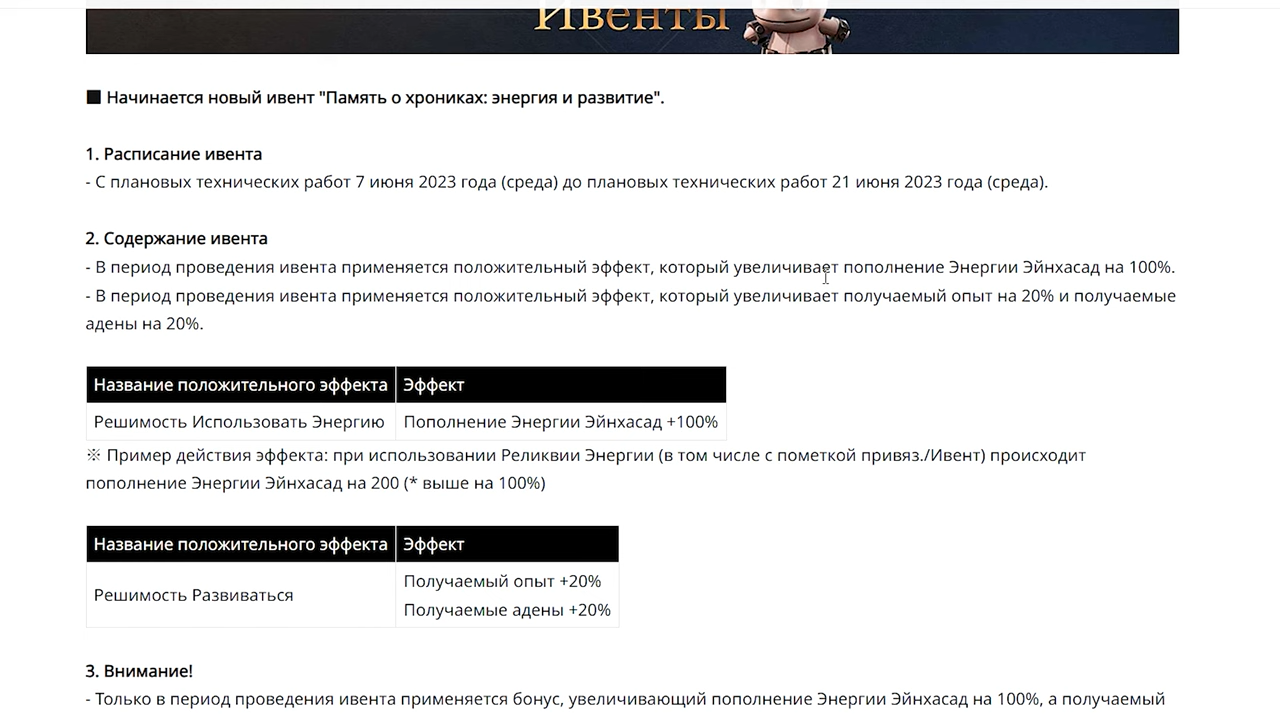 Ивенты
■ Начинается новый ивент "Память о хрониках: энергия и развитие".
1. Расписание ивента
- С плановых технических работ 7 июня 2023 года (среда) до плановых технических работ 21 июня 2023 года (среда).
2. Содержание ивента
- В период проведения ивента применяется положительный эффект, который увеличивает пополнение Энергии Эйнхасад на 100%.
- В период проведения ивента применяется положительный эффект, который увеличивает получаемый опыт на 20% и получаемые
адены на 20%.
Название положительного эффекта Эффект
Решимость Использовать Энергию Пополнение Энергии Эйнхасад +100%
※ Пример действия эффекта: при использовании Реликвии Энергии (в том числе с пометкой привяз./Ивент) происходит
пополнение Энергии Эйнхасад на 200 (* выше на 100%)
Название положительного эффекта Эффект
Решимость Развиваться
Получаемый опыт +20%
Получаемые адены +20%
3. Внимание!
- Только в период проведения ивента применяется бонус, увеличивающий пополнение Энергии Эйнхасад на 100%, а получаемый